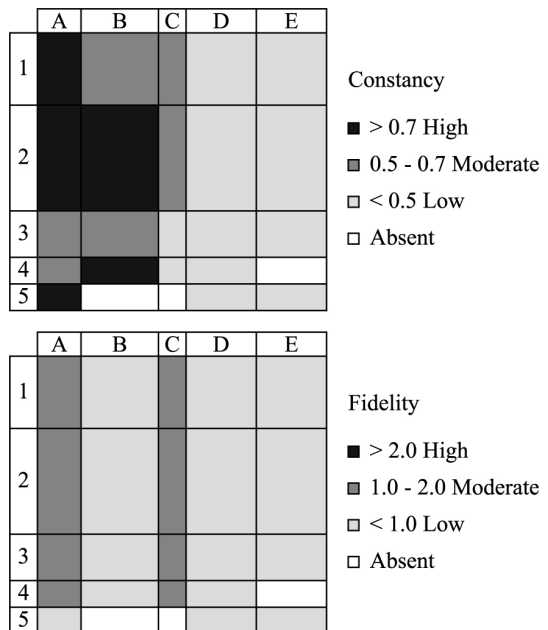 A B C D E
1
2
3
4
5
Constancy
> 0.7 High
0.5 - 0.7 Moderate
< 0.5 Low
Absent
A B C D E
1
2
3
4
5
Fidelity
> 2.0 High
1.0 - 2.0 Moderate
< 1.0 Low
Absent